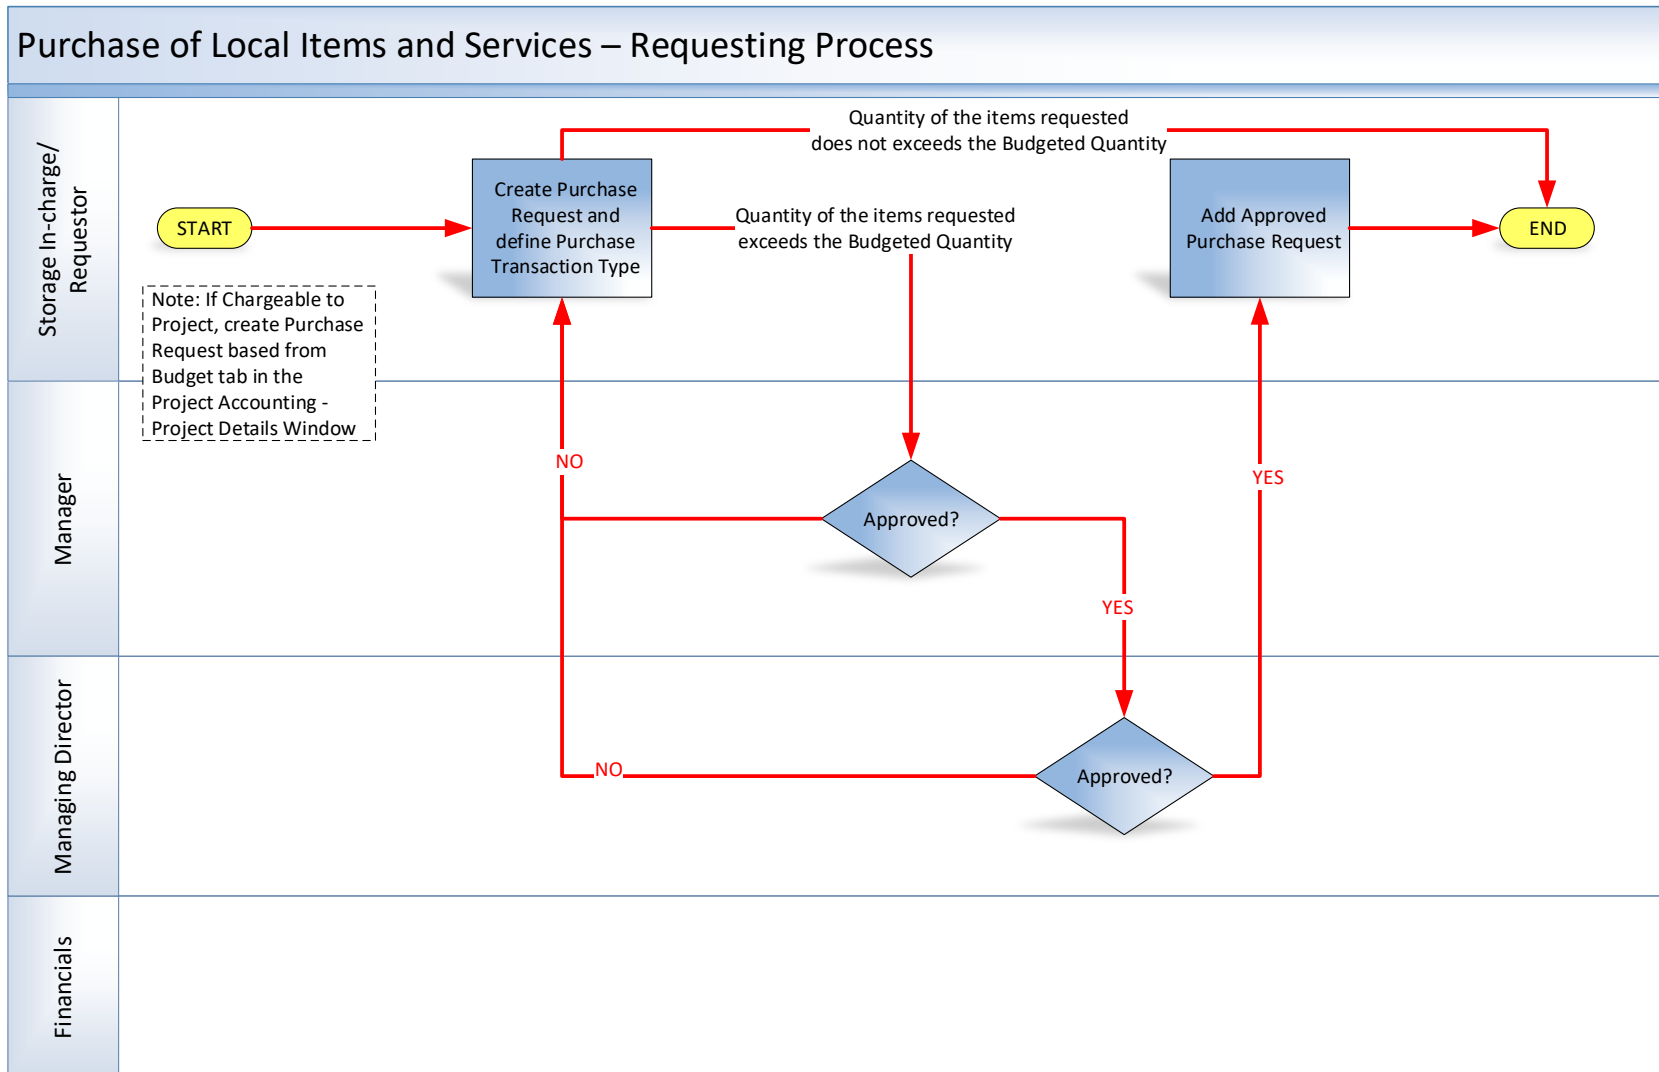 Purchase of Local Items and Services – Requesting Process
Storage In-charge/
Requestor
START
Note: If Chargeable to
Project, create Purchase
Request based from
Budget tab in the
Project Accounting -
Project Details Window
Create Purchase
Request and
define Purchase
Transaction Type
Quantity of the items requested
does not exceeds the Budgeted Quantity
Quantity of the items requested
exceeds the Budgeted Quantity
Add Approved
Purchase Request
END
Manager
NO
Approved?
YES
YES
Managing Director
NO
Approved?
Financials